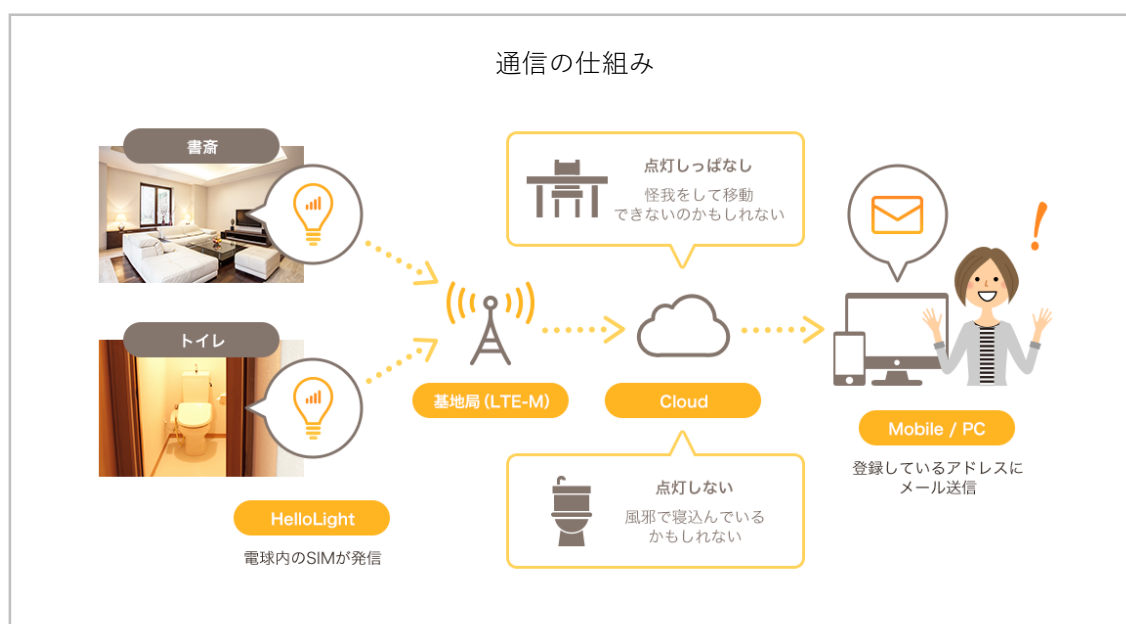 通信の仕組み
書斎
トイレ
HelloLight
電球内のSIMが発信
基地局(LTE-M)
点灯しっぱなし
怪我をして移動
できないのかもしれない
Cloud
点灯しない
風邪で寝込んでいる
かもしれない
Mobile / PC
登録しているアドレスに
メール送信